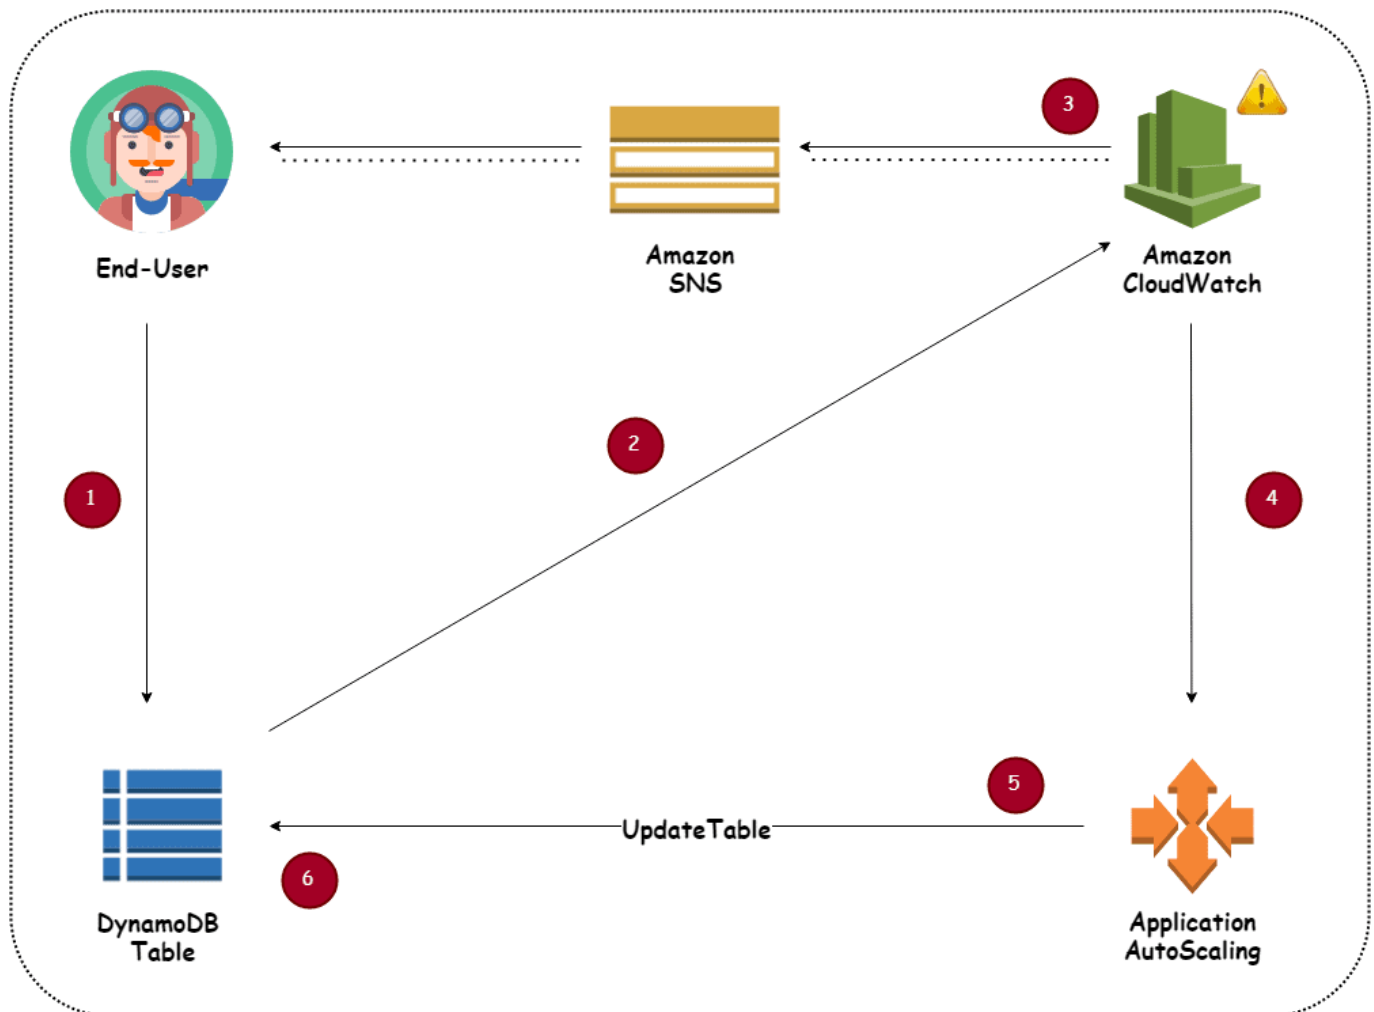 3
End-User
Amazon
SNS
Amazon
CloudWatch
2
1
4
5
UpdateTable
6
DynamoDB
Table
Application
AutoScaling